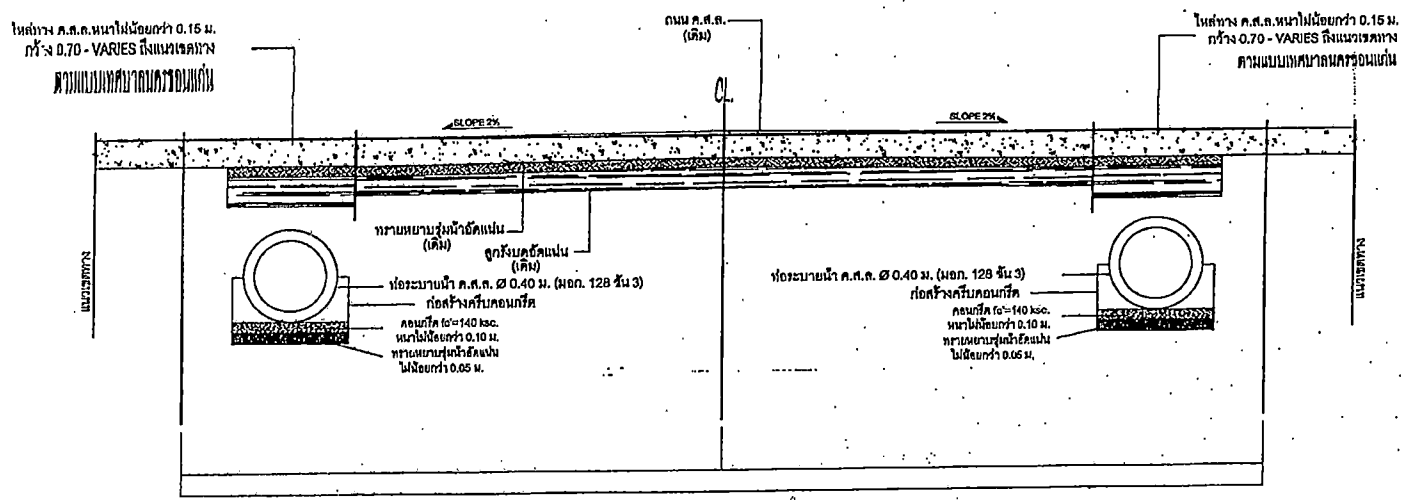 ไหล่ทาง ค.ส.ล.หนาไม่น้อยกว่า 0.15 ม.
กว้าง 0.70 - VARIES ถึงแนวเขตทาง
ตามแบบเทศบาลนครขอนแก่น
ถนน ค.ส.ล.
(เดิม)
ไหล่ทาง ค.ส.ล.หนาไม่น้อยกว่า 0.15 ม.
กว้าง 0.70 - VARIES ถึงแนวเขตทาง
ตามแบบเทศบาลนครขอนแก่น
CL.
SLOPE 2%
SLOPE 2%
ทรายหยาบชุ่มน้ำอัดแน่น
(เดิม)
ลูกรังบดอัดแน่น
(เดิม)
แนวเขตทาง
ท่อระบายน้ำ ค.ส.ล. Ø 0.40 ม. (มอก. 128 ชั้น 3)
ก่อสร้างครีบคอนกรีต
คอนกรีต fc'=140 ksc.
หนาไม่น้อยกว่า 0.10 ม.
ทรายหยาบชุ่มน้ำอัดแน่น
ไม่น้อยกว่า 0.05 ม.
ท่อระบายน้ำ ค.ส.ล. Ø 0.40 ม. (มอก. 128 ชั้น 3)
ก่อสร้างครีบคอนกรีต
คอนกรีต fc'=140 ksc.
หนาไม่น้อยกว่า 0.10 ม.
ทรายหยาบชุ่มน้ำอัดแน่น
ไม่น้อยกว่า 0.05 ม.
แนวเขตทาง